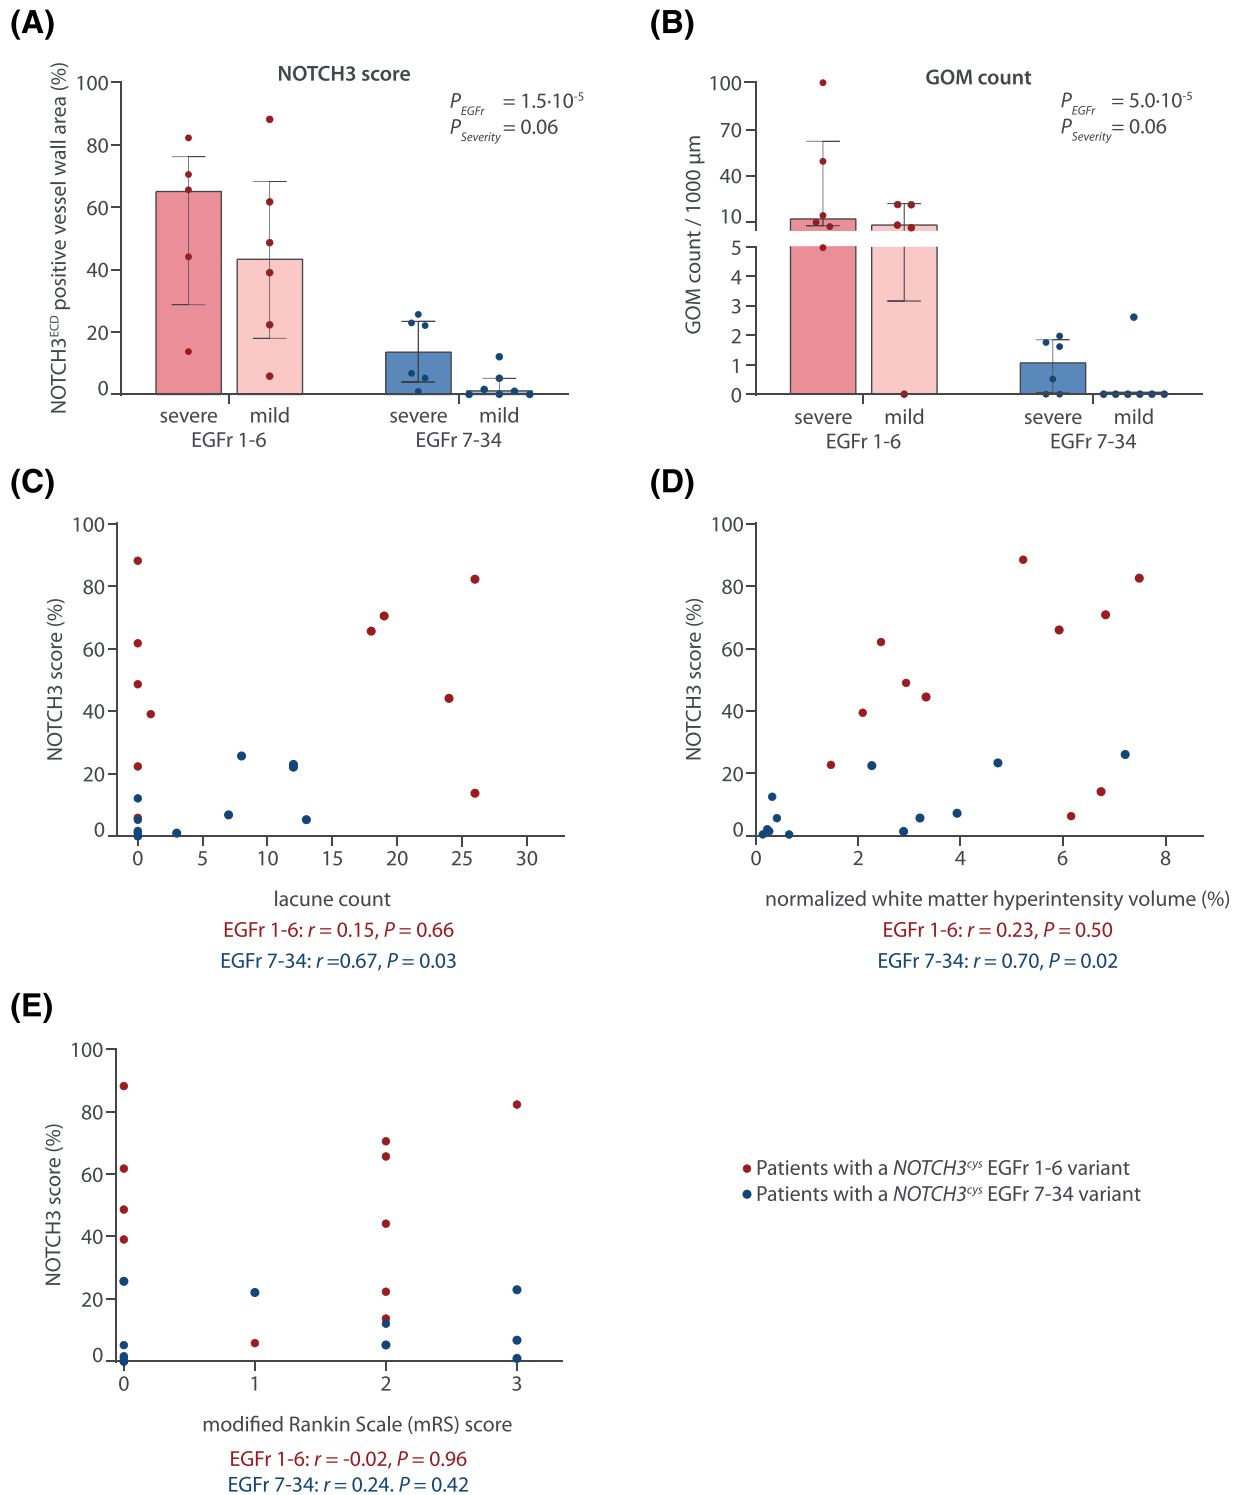 (A)
NOTCH3 score
P_EGFr = 1.5·10^-5
P_Severity = 0.06
NOTCH3^ECD positive vessel wall area (%)
100
80
60
40
20
0
severe mild severe mild
EGFr 1-6 EGFr 7-34
(B)
GOM count
P_EGFr = 5.0·10^-5
P_Severity = 0.06
GOM count / 1000 μm
100
70
40
10
5
4
3
2
1
0
severe mild severe mild
EGFr 1-6 EGFr 7-34
(C)
NOTCH3 score (%)
100
80
60
40
20
0
0 5 10 15 20 25 30
lacune count
EGFr 1-6: r = 0.15, P = 0.66
EGFr 7-34: r =0.67, P = 0.03
(D)
NOTCH3 score (%)
100
80
60
40
20
0
0 2 4 6 8
normalized white matter hyperintensity volume (%)
EGFr 1-6: r = 0.23, P = 0.50
EGFr 7-34: r = 0.70, P = 0.02
(E)
NOTCH3 score (%)
100
80
60
40
20
0
0 1 2 3
modified Rankin Scale (mRS) score
EGFr 1-6: r = -0.02, P = 0.96
EGFr 7-34: r = 0.24. P = 0.42
Patients with a NOTCH3^cys EGFr 1-6 variant
Patients with a NOTCH3^cys EGFr 7-34 variant